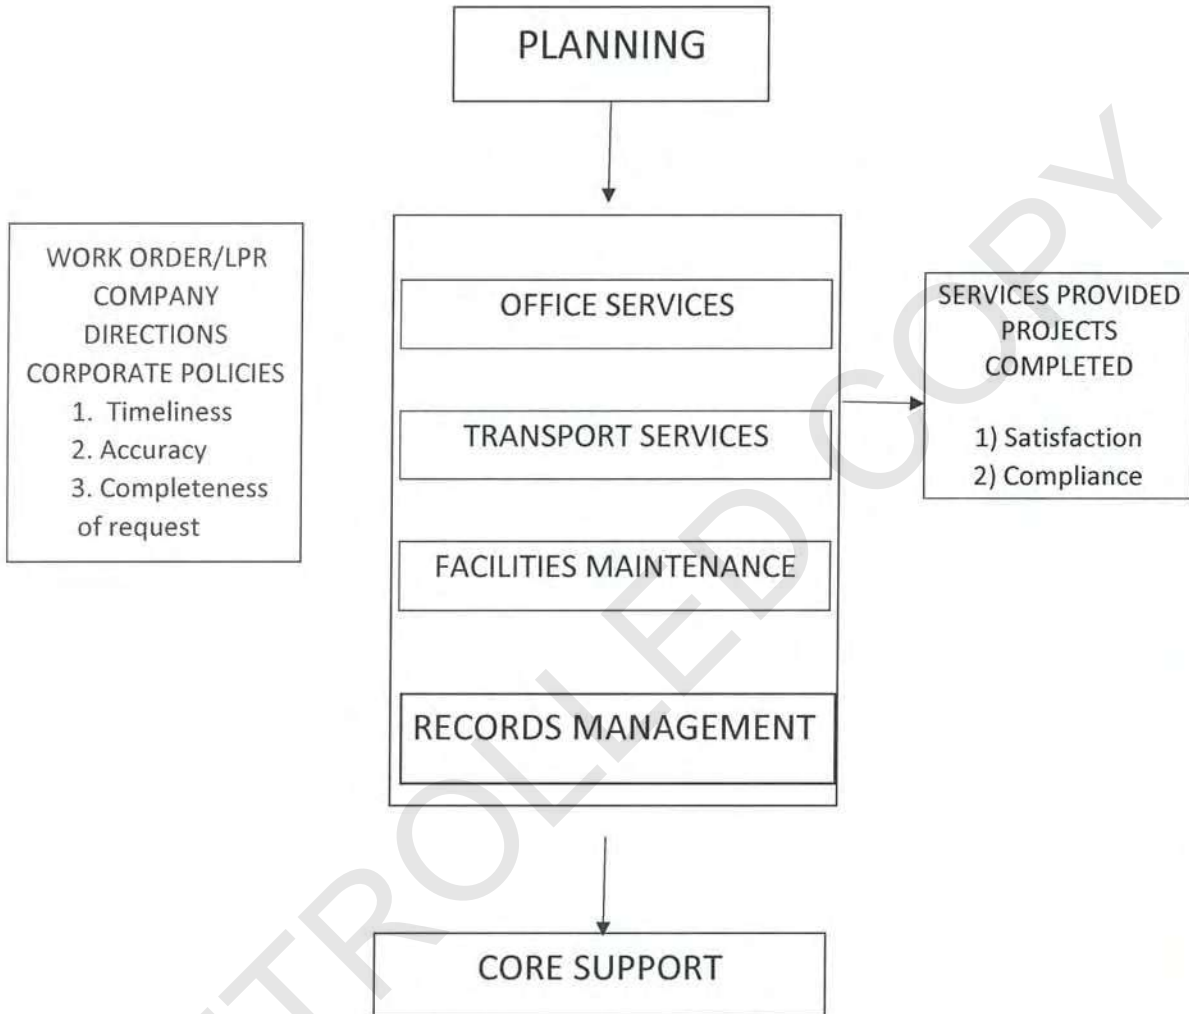 PLANNING
WORK ORDER/LPR
COMPANY
DIRECTIONS
CORPORATE POLICIES
1. Timeliness
2. Accuracy
3. Completeness
of request
OFFICE SERVICES
TRANSPORT SERVICES
FACILITIES MAINTENANCE
RECORDS MANAGEMENT
SERVICES PROVIDED
PROJECTS
COMPLETED
1) Satisfaction
2) Compliance
CORE SUPPORT
TROLLED COPY